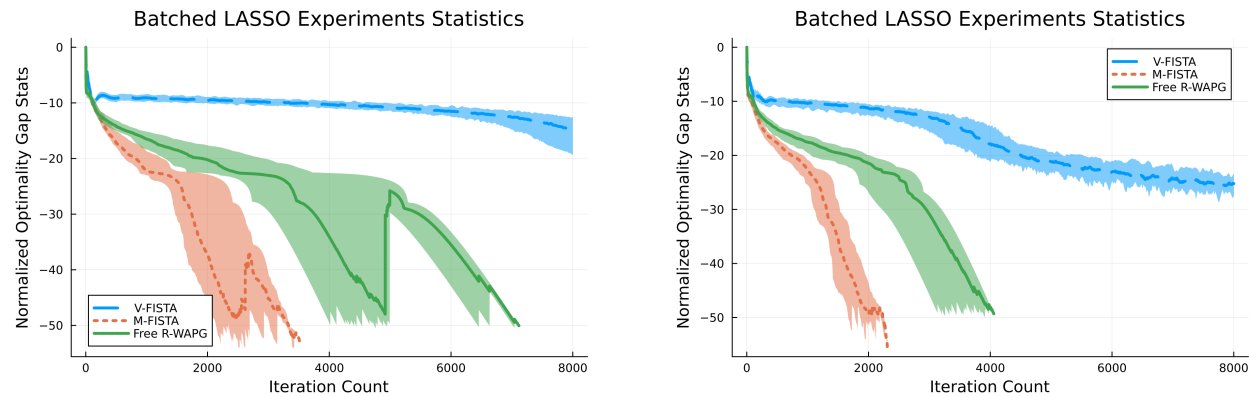 Batched LASSO Experiments Statistics
Normalized Optimality Gap Stats
0
−10
−20
−30
−40
−50
V-FISTA
M-FISTA
Free R-WAPG
0 2000 4000 6000 8000
Iteration Count
Batched LASSO Experiments Statistics
Normalized Optimality Gap Stats
0
−10
−20
−30
−40
−50
V-FISTA
M-FISTA
Free R-WAPG
0 2000 4000 6000 8000
Iteration Count